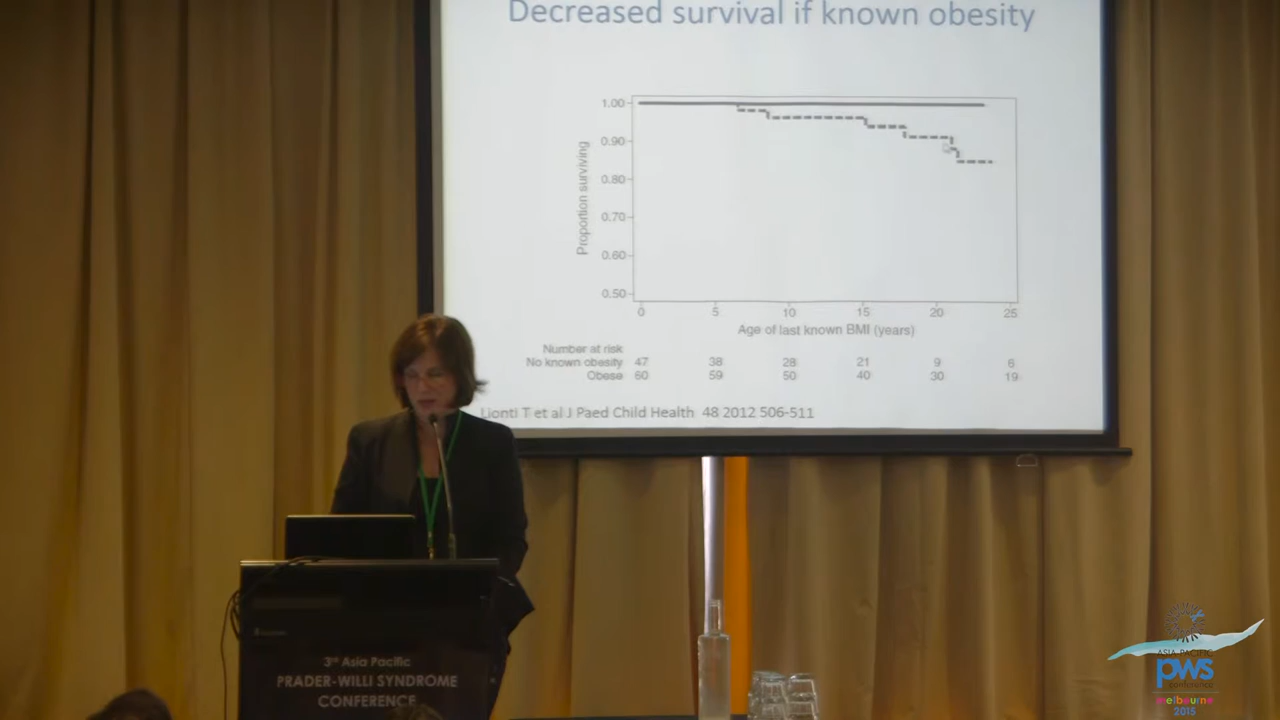 Decreased survival if known obesity
1.00
0.90
0.80
0.70
0.60
0.50
Proportion surviving
0 5 10 15 20 25
Age of last known BMI (years)
Number at risk
No known obesity 47 38 28 21 9 6
Obese 60 59 50 40 30 19
Lionti T et al J Paed Child Health 48 2012 506-511
3rd Asia Pacific
PRADER-WILLI SYNDROME
CONFERENCE
ASIA PACIFIC
pws
conference
melbourne
2015